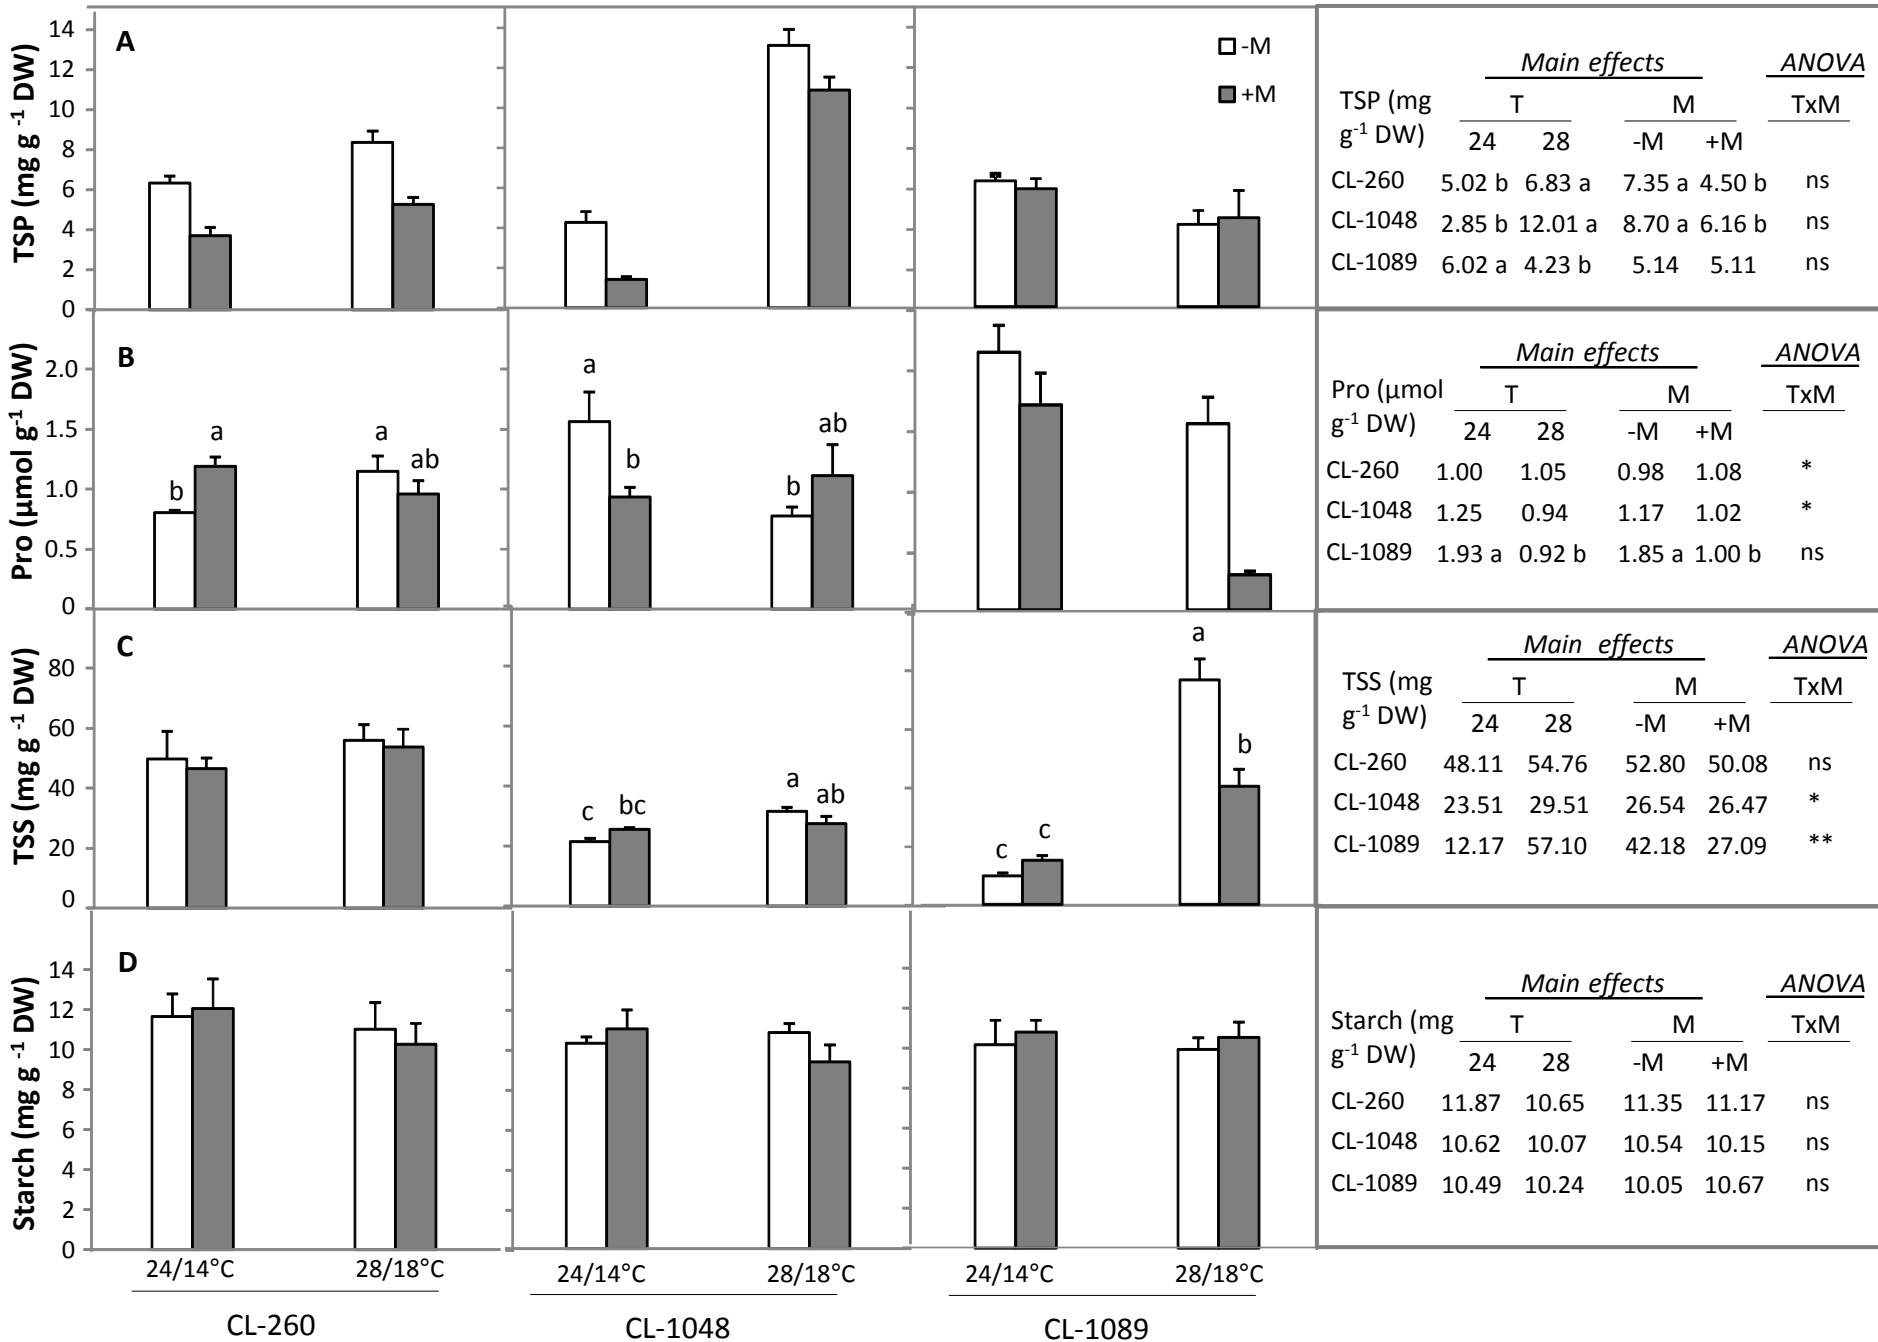 A
TSP (mg g -1 DW)
14
12
10
8
6
4
2
0
-M
+M
Main effects ANOVA
TSP (mg g-1 DW)
T M TxM
24 28 -M +M
CL-260 5.02 b 6.83 a 7.35 a 4.50 b ns
CL-1048 2.85 b 12.01 a 8.70 a 6.16 b ns
CL-1089 6.02 a 4.23 b 5.14 5.11 ns
B
Pro (µmol g-1 DW)
2.0
1.5
1.0
0.5
0
b a a ab
a b b ab
Main effects ANOVA
Pro (µmol g-1 DW)
T M TxM
24 28 -M +M
CL-260 1.00 1.05 0.98 1.08 *
CL-1048 1.25 0.94 1.17 1.02 *
CL-1089 1.93 a 0.92 b 1.85 a 1.00 b ns
C
TSS (mg g -1 DW)
80
60
40
20
0
c bc a ab
c c a b
Main effects ANOVA
TSS (mg g-1 DW)
T M TxM
24 28 -M +M
CL-260 48.11 54.76 52.80 50.08 ns
CL-1048 23.51 29.51 26.54 26.47 *
CL-1089 12.17 57.10 42.18 27.09 **
D
Starch (mg g -1 DW)
14
12
10
8
6
4
2
0
Main effects ANOVA
Starch (mg g-1 DW)
T M TxM
24 28 -M +M
CL-260 11.87 10.65 11.35 11.17 ns
CL-1048 10.62 10.07 10.54 10.15 ns
CL-1089 10.49 10.24 10.05 10.67 ns
24/14°C 28/18°C 24/14°C 28/18°C 24/14°C 28/18°C
CL-260 CL-1048 CL-1089